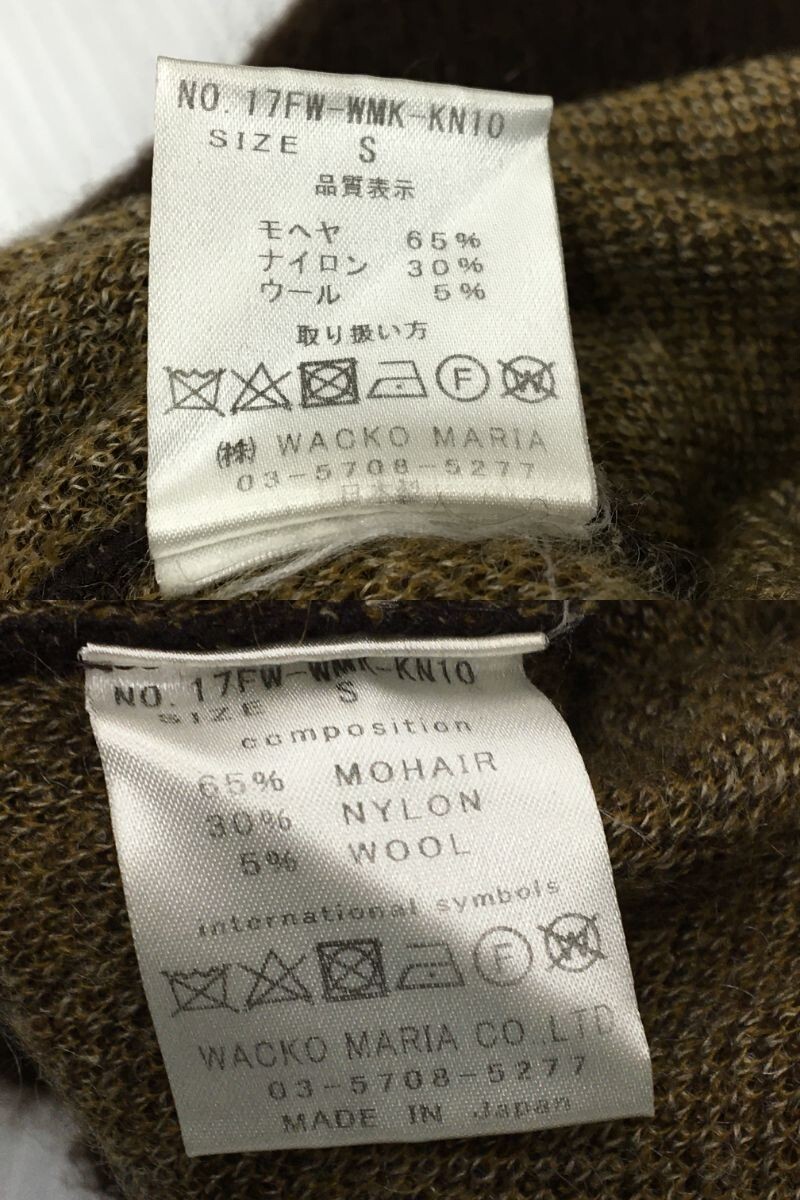 NO. 17FW-WMK-KN10
SIZE S
品質表示
モヘヤ 65%
ナイロン 30%
ウール 5%
取り扱い方
F W
(株) WACKO MARIA
03-5708-5277
日本製
NO. 17FW-WMK-KN10
SIZE S
composition
65% MOHAIR
30% NYLON
5% WOOL
international symbols
F W
WACKO MARIA CO.,LTD
03-5708-5277
MADE IN Japan